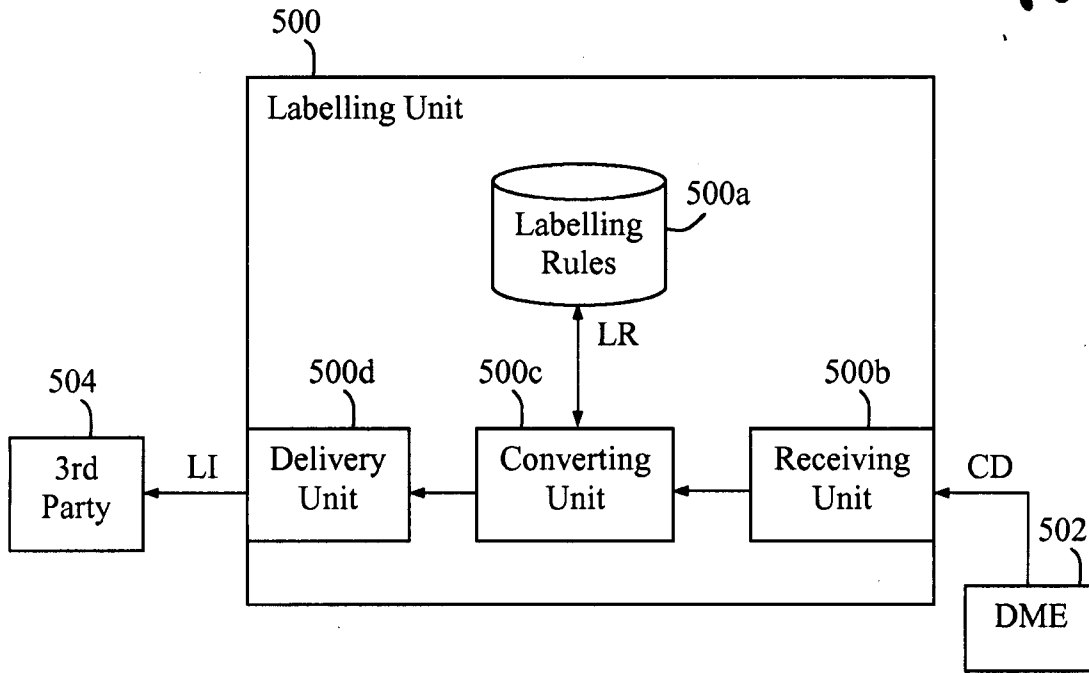 500
Labelling Unit
500a
Labelling
Rules
LR
504
500d
500c
500b
3rd
Party
LI
Delivery
Unit
Converting
Unit
Receiving
Unit
CD
502
DME